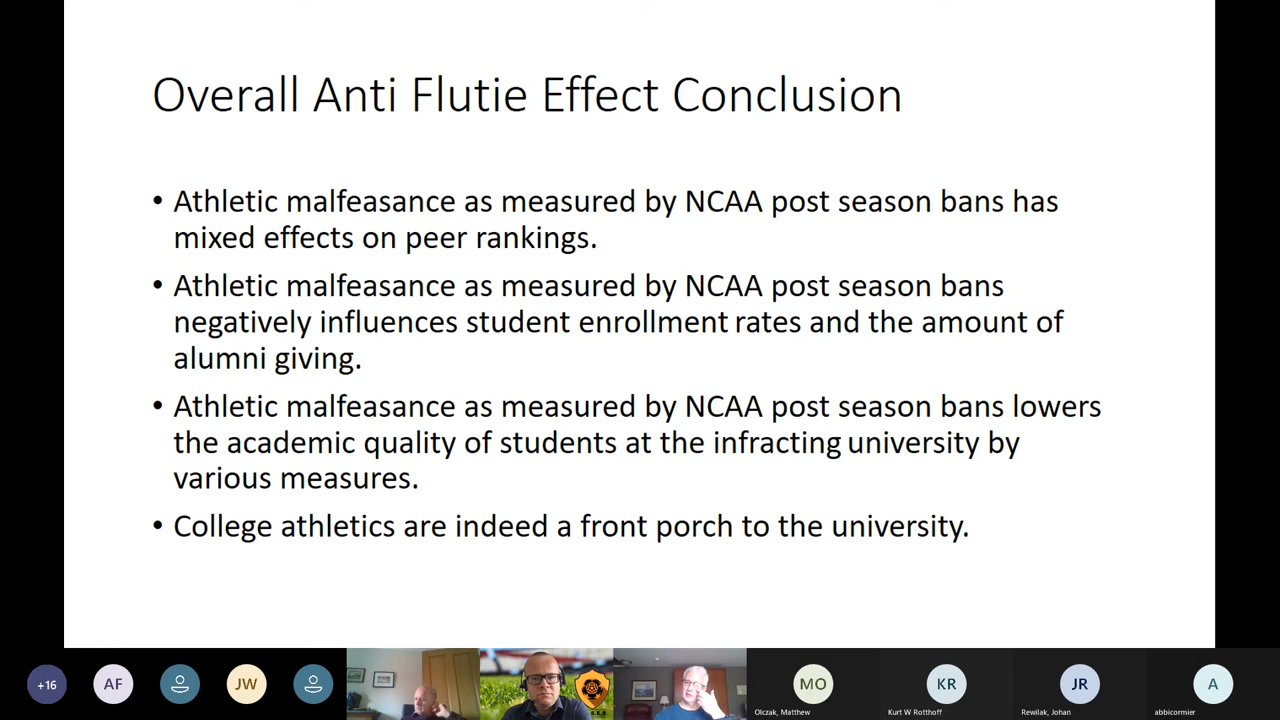 Overall Anti Flutie Effect Conclusion
• Athletic malfeasance as measured by NCAA post season bans has
mixed effects on peer rankings.
• Athletic malfeasance as measured by NCAA post season bans
negatively influences student enrollment rates and the amount of
alumni giving.
• Athletic malfeasance as measured by NCAA post season bans lowers
the academic quality of students at the infracting university by
various measures.
• College athletics are indeed a front porch to the university.
+16
AF
JW
S.E.S
MO
KR
JR
A
Olczak, Matthew
Kurt W Rotthoff
Rewilak, Johan
abbicormier